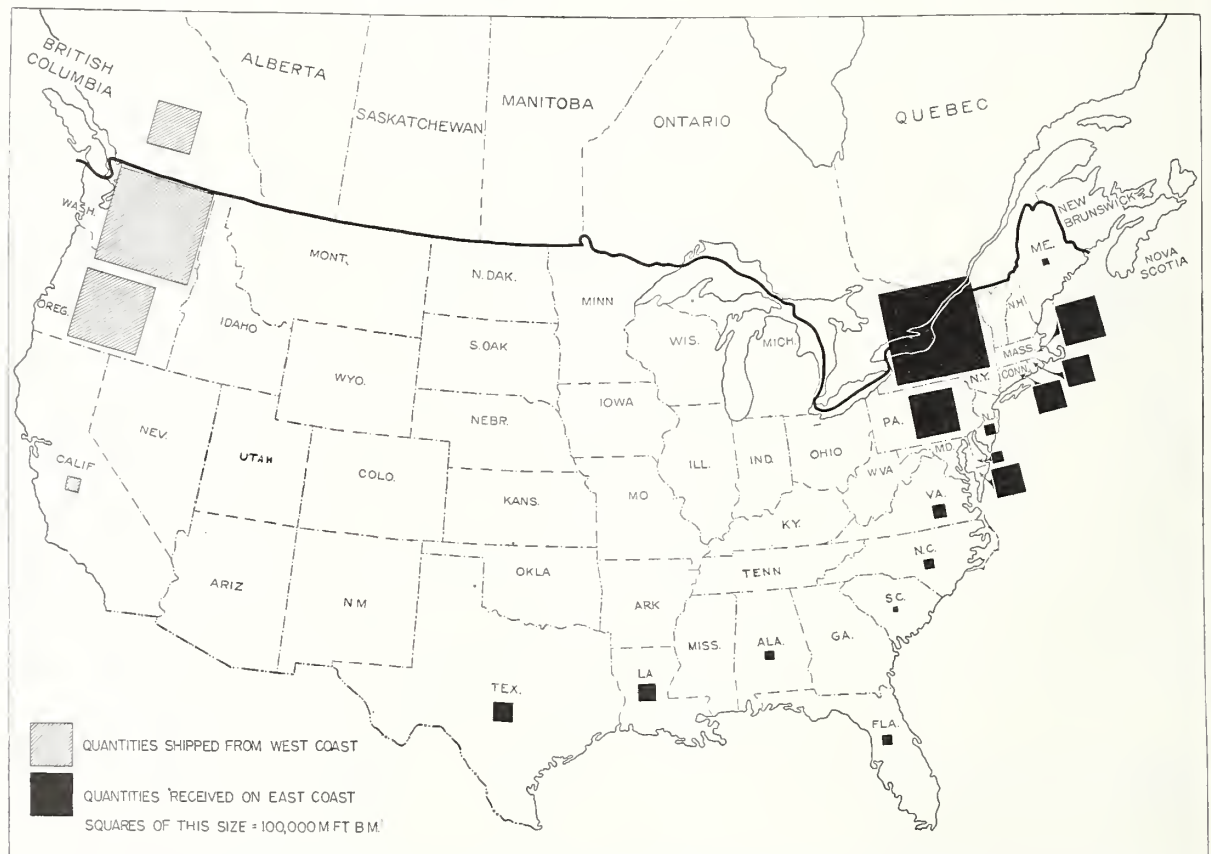 BRITISH
COLUMBIA
ALBERTA
SASKATCHEWAN
MANITOBA
ONTARIO
QUEBEC
NEW
BRUNSWICK
NOVA
SCOTIA
WASH.
OREG.
IDAHO
MONT.
N.DAK.
S.DAK
MINN
WIS.
MICH.
ME.
N.H.
MASS.
CONN.
N.Y.
PA.
N.J.
MD.
WYO.
NEBR.
IOWA
NEV.
UTAH
COLO.
KANS.
MO
ILL.
IND.
OHIO
W.VA
VA.
KY.
CALIF
ARIZ
N M
OKLA
ARK
TENN
N.C.
S.C.
MISS.
ALA.
GA.
TEX.
LA
FLA.
QUANTITIES SHIPPED FROM WEST COAST
QUANTITIES RECEIVED ON EAST COAST
SQUARES OF THIS SIZE = 100,000 M FT B M.